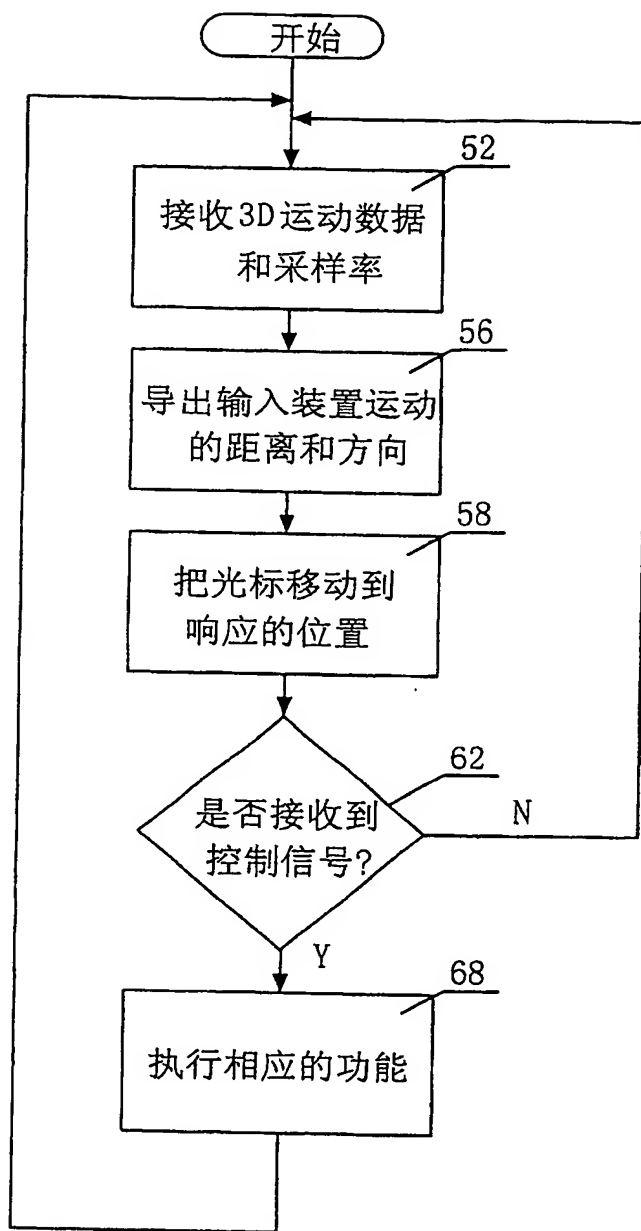 开始
52
接收3D运动数据
和采样率
56
导出输入装置运动
的距离和方向
58
把光标移动到
响应的位置
62
是否接收到
控制信号?
N
Y
68
执行相应的功能